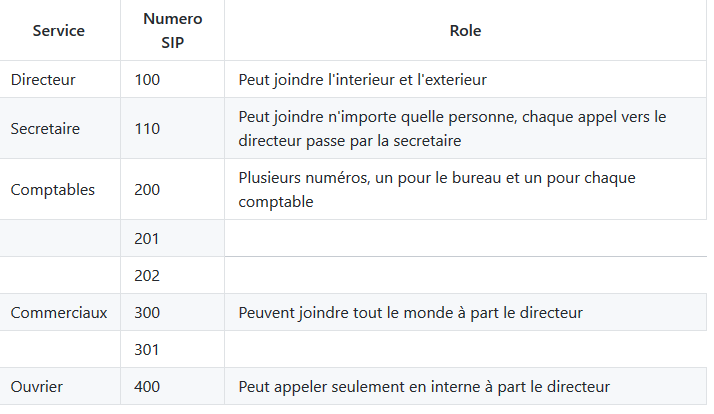 Service Numero SIP Role
Directeur 100 Peut joindre l'interieur et l'exterieur
Secretaire 110 Peut joindre n'importe quelle personne, chaque appel vers le
directeur passe par la secretaire
Comptables 200 Plusieurs numéros, un pour le bureau et un pour chaque
comptable
201
202
Commerciaux 300 Peuvent joindre tout le monde à part le directeur
301
Ouvrier 400 Peut appeler seulement en interne à part le directeur